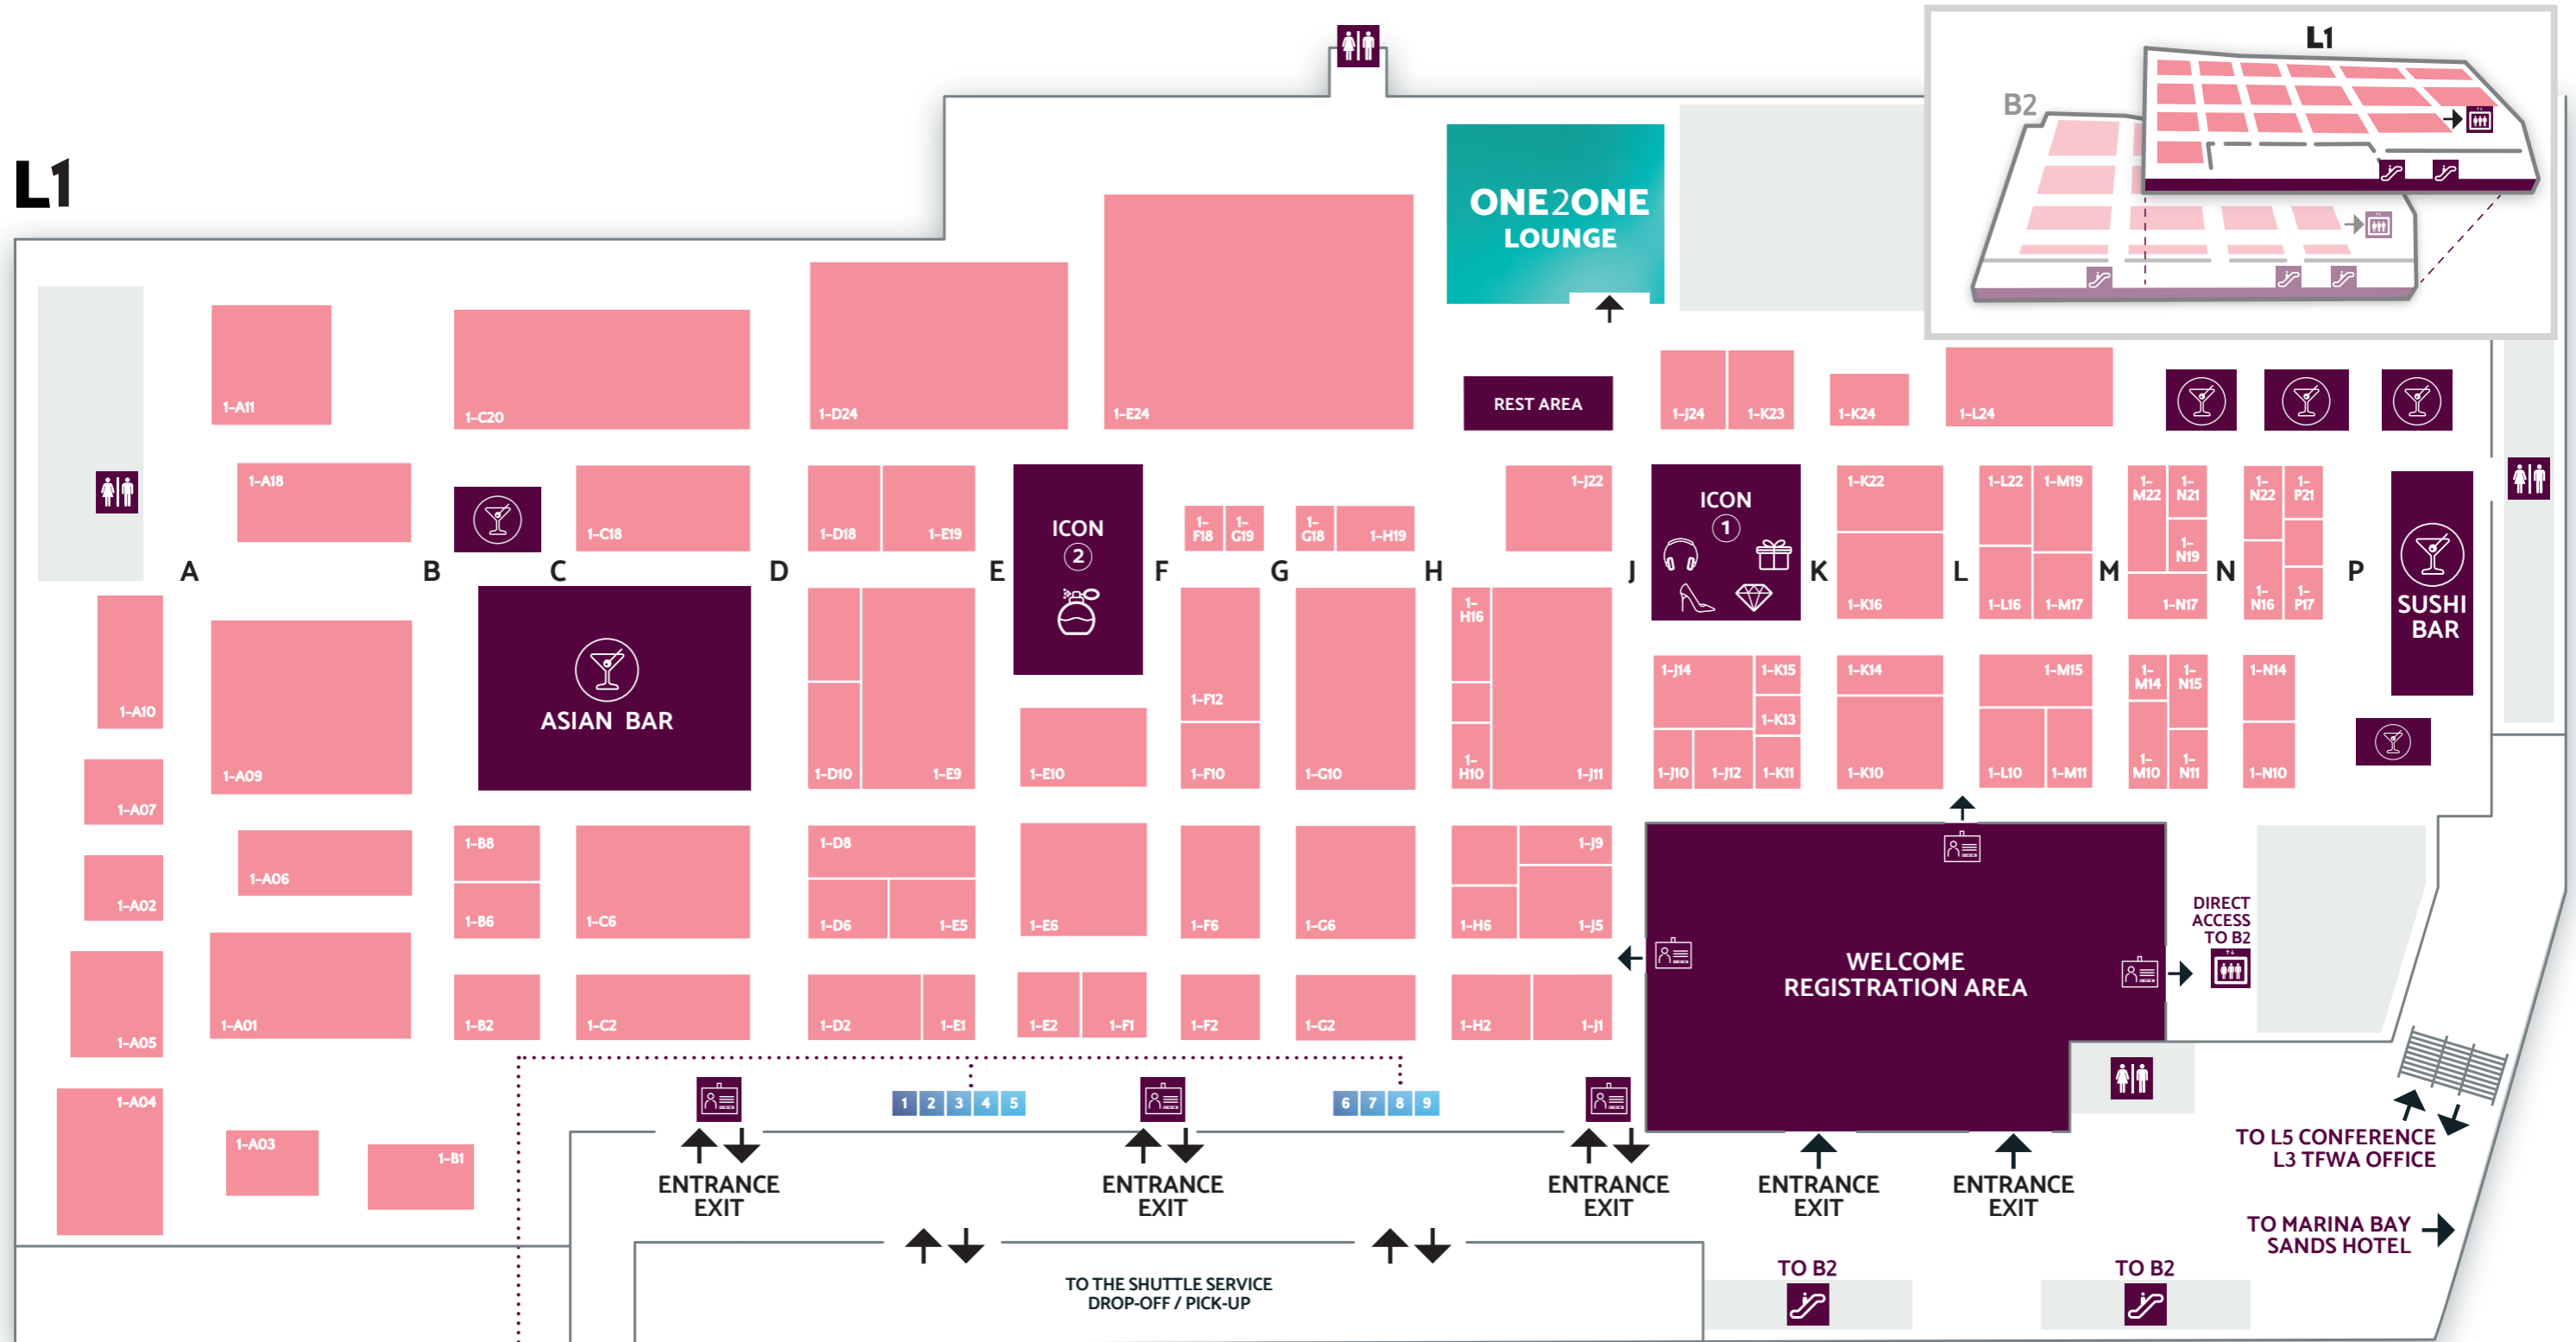 L1
L1
B2
ONE2ONE
LOUNGE
REST AREA
1-A11
1-C20
1-D24
1-E24
1-J24
1-K23
1-K24
1-L24
1-A18
1-C18
1-D18
1-E19
ICON
2
1-
F18
1-
G19
1-
G18
1-H19
1-J22
ICON
1
1-K22
1-L22
1-M19
1-
M22
1-
N21
1-
N19
1-
N22
1-
P21
A
B
C
D
E
F
G
H
J
K
L
M
N
P
1-K16
1-L16
1-M17
1-N17
1-
N16
1-
P17
SUSHI
BAR
1-A10
1-A09
ASIAN BAR
1-D10
1-E9
1-E10
1-F12
1-F10
1-G10
1-
H16
1-
H10
1-J11
1-J14
1-K15
1-K13
1-J10
1-J12
1-K11
1-K14
1-K10
1-M15
1-L10
1-M11
1-
M14
1-
N15
1-
M10
1-
N11
1-N14
1-N10
1-A07
1-A06
1-A02
1-B8
1-B6
1-C6
1-D8
1-D6
1-E5
1-E6
1-F6
1-G6
1-J9
1-H6
1-J5
WELCOME
REGISTRATION AREA
DIRECT
ACCESS
TO B2
1-A05
1-A01
1-B2
1-C2
1-D2
1-E1
1-E2
1-F1
1-F2
1-G2
1-H2
1-J1
1-A04
1-A03
1-B1
1 2 3 4 5
6 7 8 9
ENTRANCE
EXIT
ENTRANCE
EXIT
ENTRANCE
EXIT
ENTRANCE
EXIT
ENTRANCE
EXIT
TO L5 CONFERENCE
L3 TFWA OFFICE
TO MARINA BAY
SANDS HOTEL
TO THE SHUTTLE SERVICE
DROP-OFF / PICK-UP
TO B2
TO B2